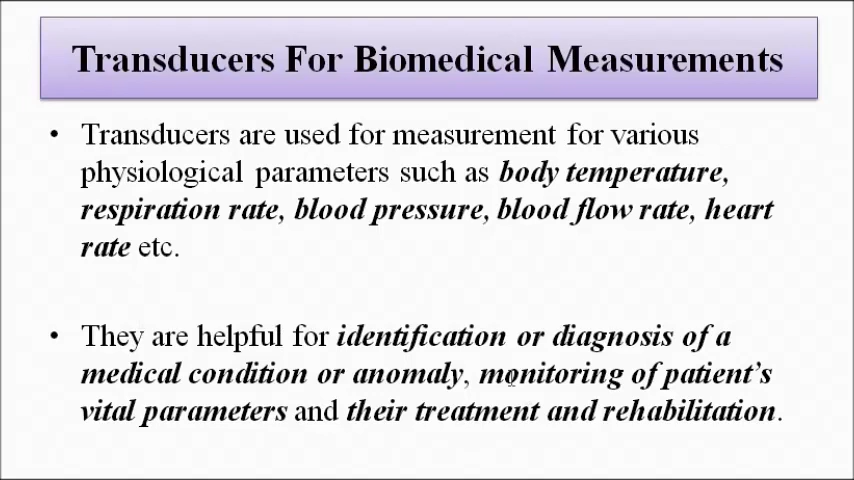 Transducers For Biomedical Measurements
• Transducers are used for measurement for various
physiological parameters such as body temperature,
respiration rate, blood pressure, blood flow rate, heart
rate etc.
• They are helpful for identification or diagnosis of a
medical condition or anomaly, monitoring of patient's
vital parameters and their treatment and rehabilitation.